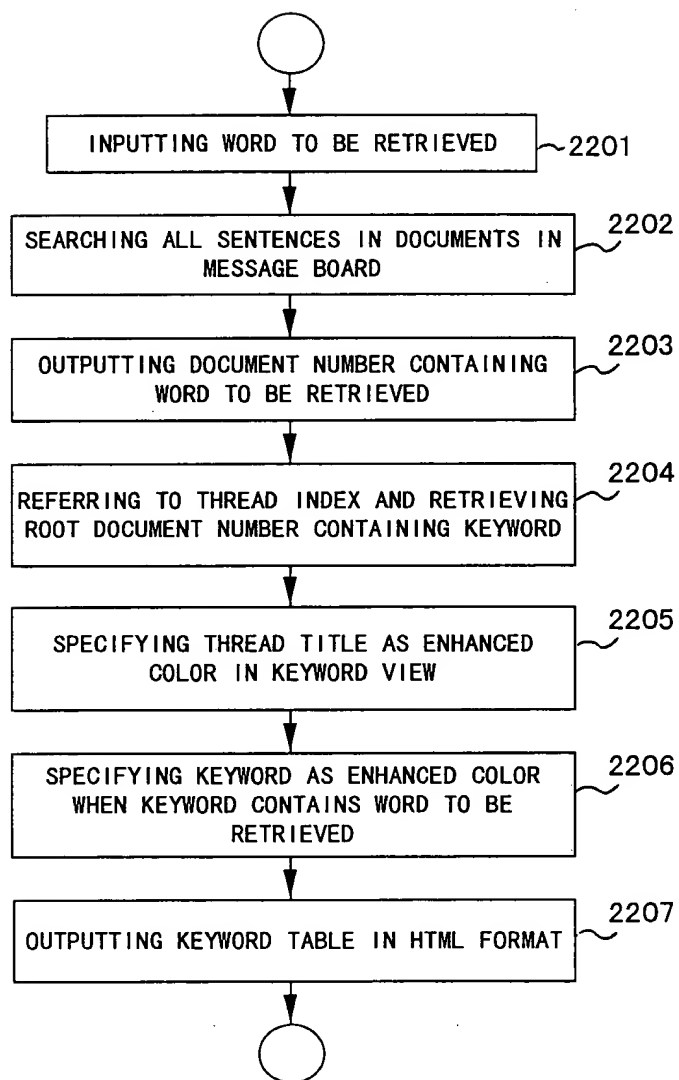 INPUTTING WORD TO BE RETRIEVED
2201
SEARCHING ALL SENTENCES IN DOCUMENTS IN
MESSAGE BOARD
2202
OUTPUTTING DOCUMENT NUMBER CONTAINING
WORD TO BE RETRIEVED
2203
REFERRING TO THREAD INDEX AND RETRIEVING
ROOT DOCUMENT NUMBER CONTAINING KEYWORD
2204
SPECIFYING THREAD TITLE AS ENHANCED
COLOR IN KEYWORD VIEW
2205
SPECIFYING KEYWORD AS ENHANCED COLOR
WHEN KEYWORD CONTAINS WORD TO BE
RETRIEVED
2206
OUTPUTTING KEYWORD TABLE IN HTML FORMAT
2207